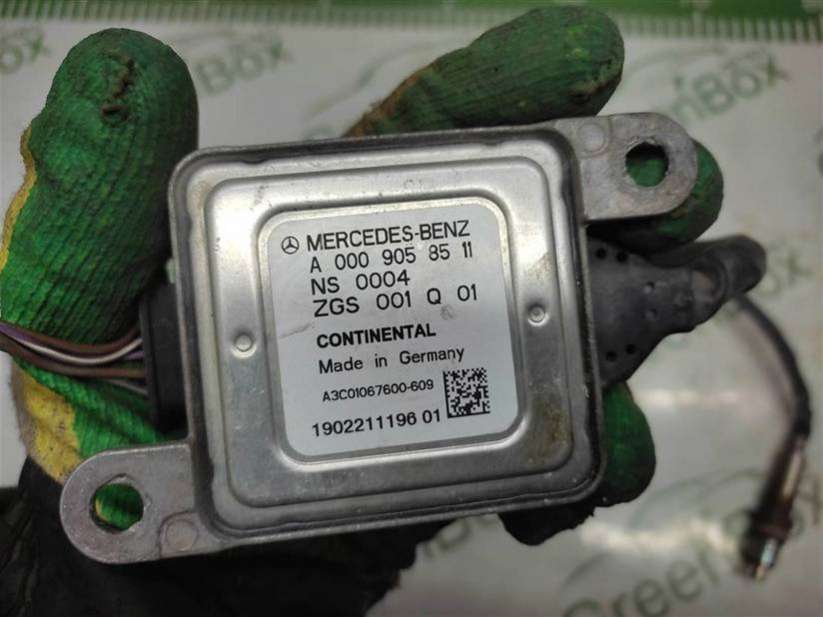 MERCEDES-BENZ
A 000 905 85 11
NS 0004
ZGS 001 Q 01
CONTINENTAL
Made in Germany
A3C01067600-609
1902211196 01
GreenBox